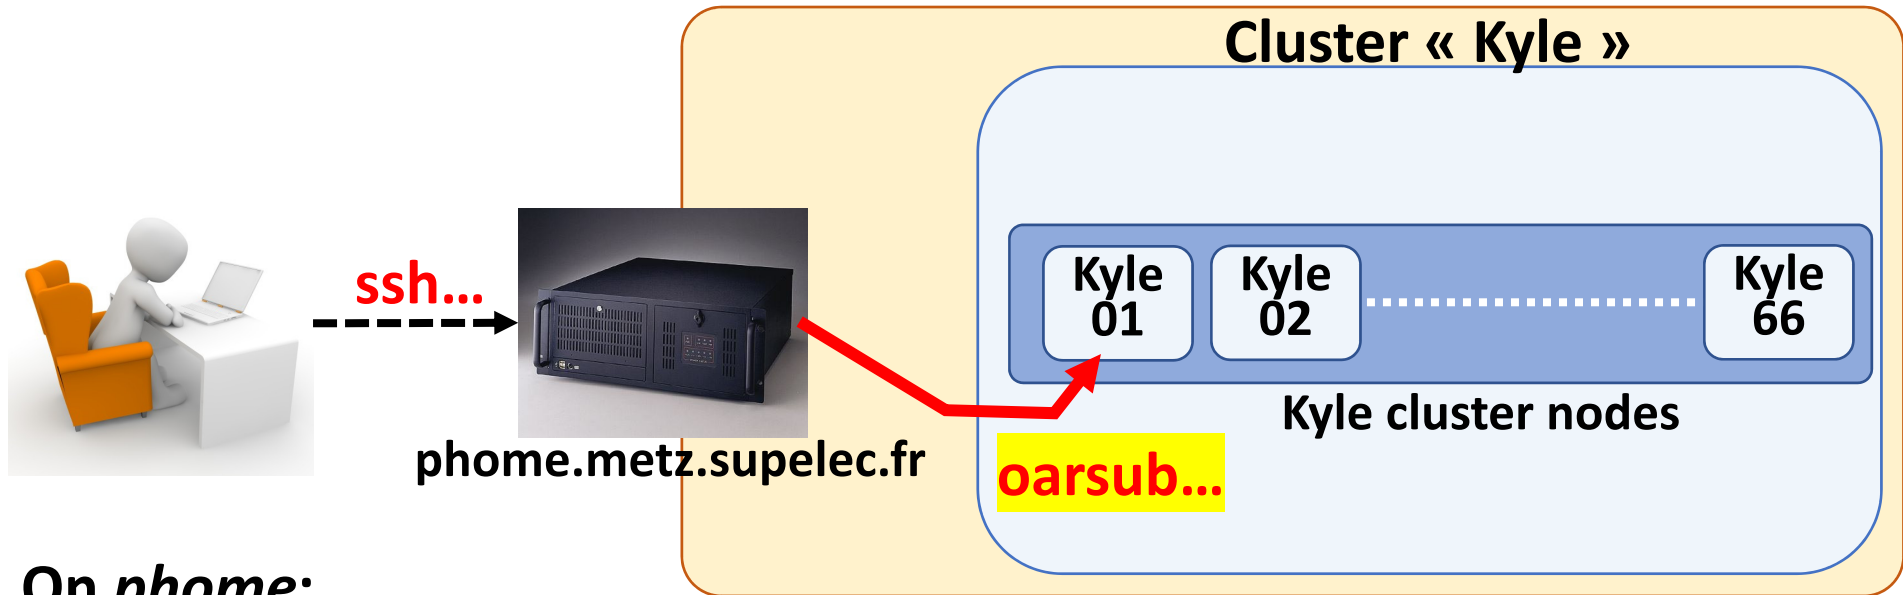 Cluster « Kyle »
ssh...
Kyle
01
Kyle
02
Kyle
66
Kyle cluster nodes
phome.metz.supelec.fr
oarsub...
On phome: